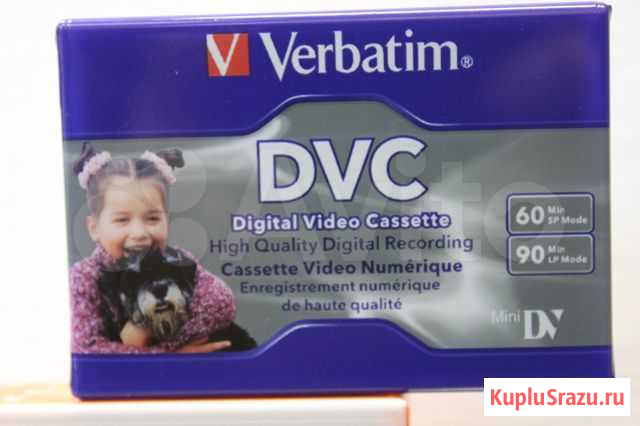 Verbatim®
DVC
Digital Video Cassette
High Quality Digital Recording
Cassette Video Numérique
Enregistrement numérique
de haute qualité
60 Min
SP Mode
90 Min
LP Mode
Mini DV
Avito
KupluSrazu.ru